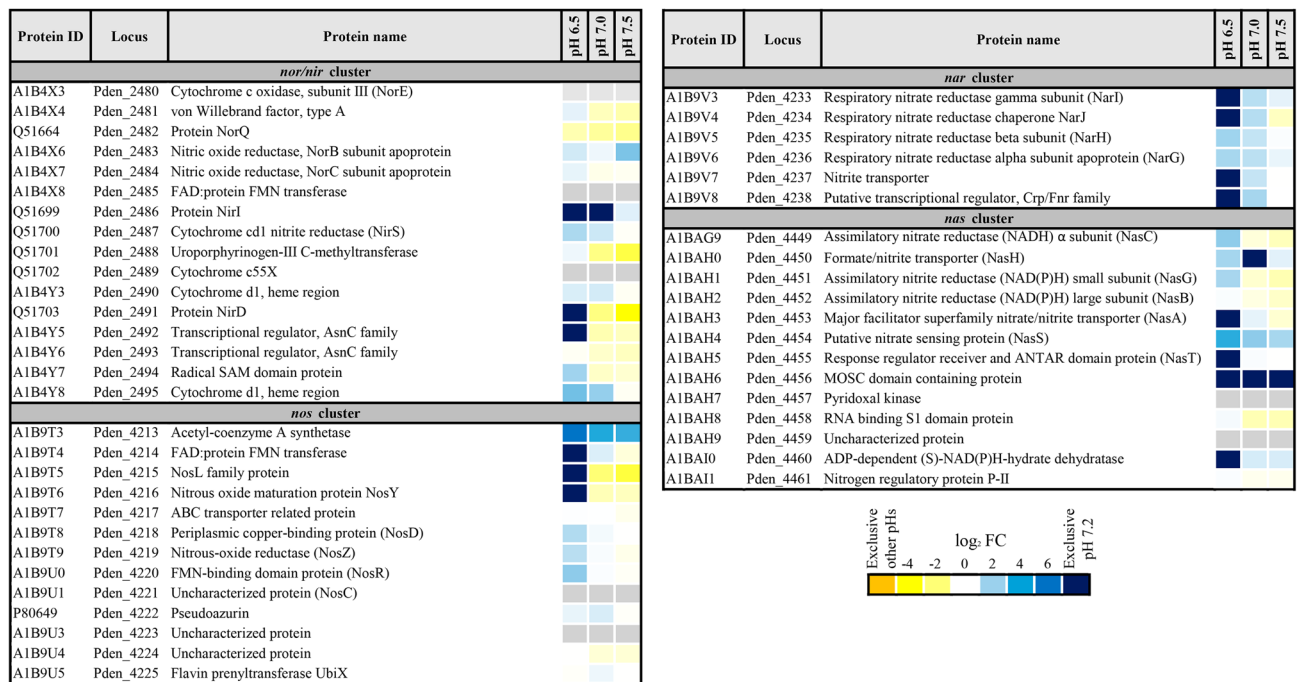 Protein ID Locus Protein name pH 6.5 pH 7.0 pH 7.5
nor/nir cluster
A1B4X3 Pden_2480 Cytochrome c oxidase, subunit III (NorE)
A1B4X4 Pden_2481 von Willebrand factor, type A
Q51664 Pden_2482 Protein NorQ
A1B4X6 Pden_2483 Nitric oxide reductase, NorB subunit apoprotein
A1B4X7 Pden_2484 Nitric oxide reductase, NorC subunit apoprotein
A1B4X8 Pden_2485 FAD:protein FMN transferase
Q51699 Pden_2486 Protein NirI
Q51700 Pden_2487 Cytochrome cd1 nitrite reductase (NirS)
Q51701 Pden_2488 Uroporphyrinogen-III C-methyltransferase
Q51702 Pden_2489 Cytochrome c55X
A1B4Y3 Pden_2490 Cytochrome d1, heme region
Q51703 Pden_2491 Protein NirD
A1B4Y5 Pden_2492 Transcriptional regulator, AsnC family
A1B4Y6 Pden_2493 Transcriptional regulator, AsnC family
A1B4Y7 Pden_2494 Radical SAM domain protein
A1B4Y8 Pden_2495 Cytochrome d1, heme region
nos cluster
A1B9T3 Pden_4213 Acetyl-coenzyme A synthetase
A1B9T4 Pden_4214 FAD:protein FMN transferase
A1B9T5 Pden_4215 NosL family protein
A1B9T6 Pden_4216 Nitrous oxide maturation protein NosY
A1B9T7 Pden_4217 ABC transporter related protein
A1B9T8 Pden_4218 Periplasmic copper-binding protein (NosD)
A1B9T9 Pden_4219 Nitrous-oxide reductase (NosZ)
A1B9U0 Pden_4220 FMN-binding domain protein (NosR)
A1B9U1 Pden_4221 Uncharacterized protein (NosC)
P80649 Pden_4222 Pseudoazurin
A1B9U3 Pden_4223 Uncharacterized protein
A1B9U4 Pden_4224 Uncharacterized protein
A1B9U5 Pden_4225 Flavin prenyltransferase UbiX
Protein ID Locus Protein name pH 6.5 pH 7.0 pH 7.5
nar cluster
A1B9V3 Pden_4233 Respiratory nitrate reductase gamma subunit (NarI)
A1B9V4 Pden_4234 Respiratory nitrate reductase chaperone NarJ
A1B9V5 Pden_4235 Respiratory nitrate reductase beta subunit (NarH)
A1B9V6 Pden_4236 Respiratory nitrate reductase alpha subunit apoprotein (NarG)
A1B9V7 Pden_4237 Nitrite transporter
A1B9V8 Pden_4238 Putative transcriptional regulator, Crp/Fnr family
nas cluster
A1BAG9 Pden_4449 Assimilatory nitrate reductase (NADH) α subunit (NasC)
A1BAH0 Pden_4450 Formate/nitrite transporter (NasH)
A1BAH1 Pden_4451 Assimilatory nitrite reductase (NAD(P)H) small subunit (NasG)
A1BAH2 Pden_4452 Assimilatory nitrite reductase (NAD(P)H) large subunit (NasB)
A1BAH3 Pden_4453 Major facilitator superfamily nitrate/nitrite transporter (NasA)
A1BAH4 Pden_4454 Putative nitrate sensing protein (NasS)
A1BAH5 Pden_4455 Response regulator receiver and ANTAR domain protein (NasT)
A1BAH6 Pden_4456 MOSC domain containing protein
A1BAH7 Pden_4457 Pyridoxal kinase
A1BAH8 Pden_4458 RNA binding S1 domain protein
A1BAH9 Pden_4459 Uncharacterized protein
A1BAI0 Pden_4460 ADP-dependent (S)-NAD(P)H-hydrate dehydratase
A1BAI1 Pden_4461 Nitrogen regulatory protein P-II
Exclusive other pHs
log₂ FC
-4 -2 0 2 4 6
Exclusive pH 7.2